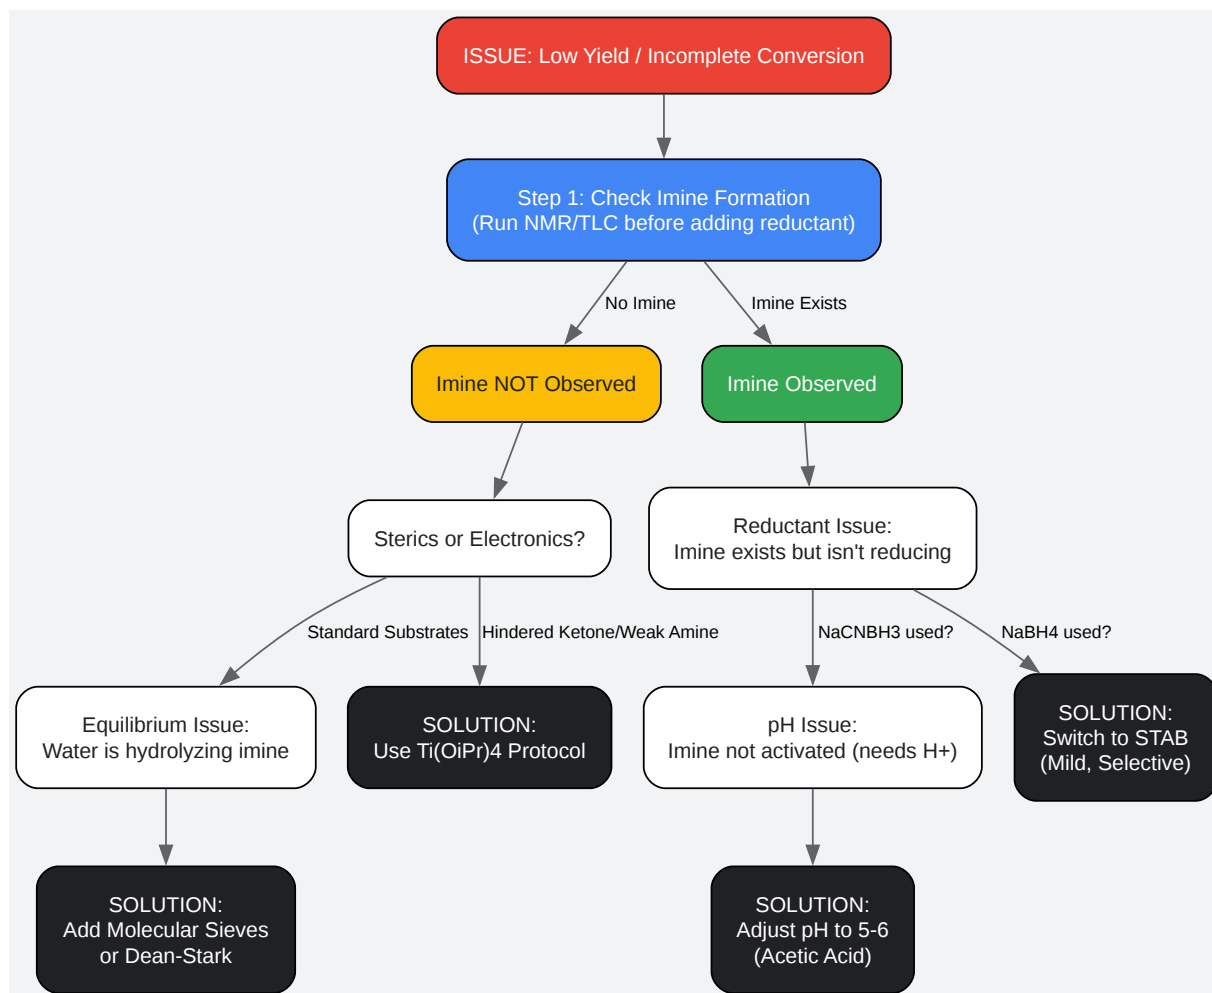 ISSUE: Low Yield / Incomplete Conversion
Step 1: Check Imine Formation
(Run NMR/TLC before adding reductant)
No Imine
Imine Exists
Imine NOT Observed
Imine Observed
Sterics or Electronics?
Reductant Issue:
Imine exists but isn't reducing
Standard Substrates
Hindered Ketone/Weak Amine
NaCNBH3 used?
NaBH4 used?
Equilibrium Issue:
Water is hydrolyzing imine
SOLUTION:
Use Ti(OiPr)4 Protocol
pH Issue:
Imine not activated (needs H+)
SOLUTION:
Switch to STAB
(Mild, Selective)
SOLUTION:
Add Molecular Sieves
or Dean-Stark
SOLUTION:
Adjust pH to 5-6
(Acetic Acid)